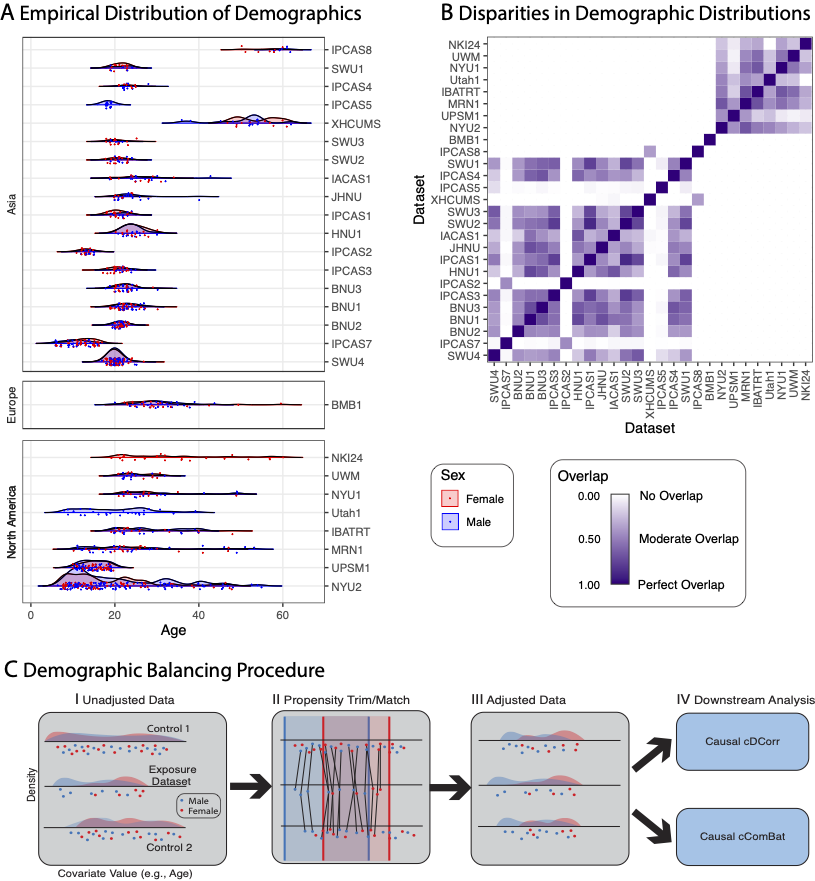 A Empirical Distribution of Demographics
Asia
IPCAS8
SWU1
IPCAS4
IPCAS5
XHCUMS
SWU3
SWU2
IACAS1
JHNU
IPCAS1
HNU1
IPCAS2
IPCAS3
BNU3
BNU1
BNU2
IPCAS7
SWU4
Europe
BMB1
North America
NKI24
UWM
NYU1
Utah1
IBATRT
MRN1
UPSM1
NYU2
0 20 40 60
Age
B Disparities in Demographic Distributions
Dataset
NKI24
UWM
NYU1
Utah1
IBATRT
MRN1
UPSM1
NYU2
BMB1
IPCAS8
SWU1
IPCAS4
IPCAS5
XHCUMS
SWU3
SWU2
IACAS1
JHNU
IPCAS1
HNU1
IPCAS2
IPCAS3
BNU3
BNU1
BNU2
IPCAS7
SWU4
SWU4
IPCAS7
BNU2
BNU1
BNU3
IPCAS3
IPCAS2
HNU1
IPCAS1
JHNU
IACAS1
SWU2
SWU3
XHCUMS
IPCAS5
IPCAS4
SWU1
IPCAS8
BMB1
NYU2
UPSM1
MRN1
IBATRT
Utah1
NYU1
UWM
NKI24
Dataset
Sex
Female
Male
Overlap
0.00 No Overlap
0.50 Moderate Overlap
1.00 Perfect Overlap
C Demographic Balancing Procedure
I Unadjusted Data
Density
Control 1
Exposure
Dataset
Male
Female
Control 2
Covariate Value (e.g., Age)
II Propensity Trim/Match
III Adjusted Data
IV Downstream Analysis
Causal cDCorr
Causal cComBat